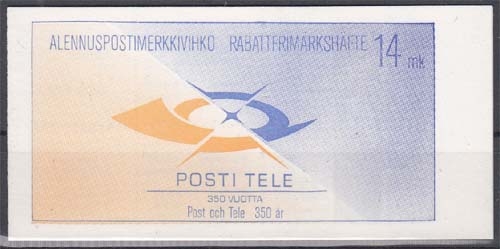 ALENNUSPOSTIMERKKIVIHKO RABATTFRIMÄRKSHÄFTE 14 mk
POSTI TELE
350 VUOTTA
Post och Tele 350 år